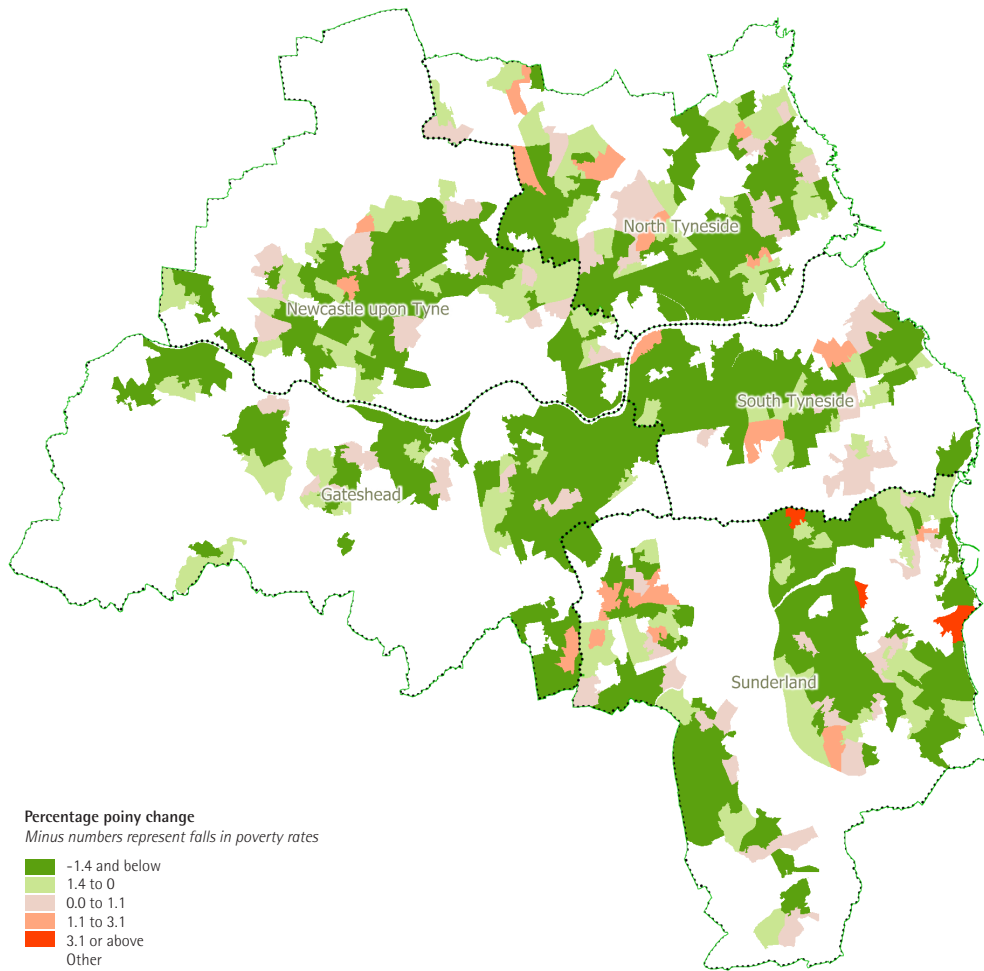 North Tyneside
Newcastle upon Tyne
South Tyneside
Gateshead
Sunderland
Percentage poiny change
Minus numbers represent falls in poverty rates
-1.4 and below
1.4 to 0
0.0 to 1.1
1.1 to 3.1
3.1 or above
Other